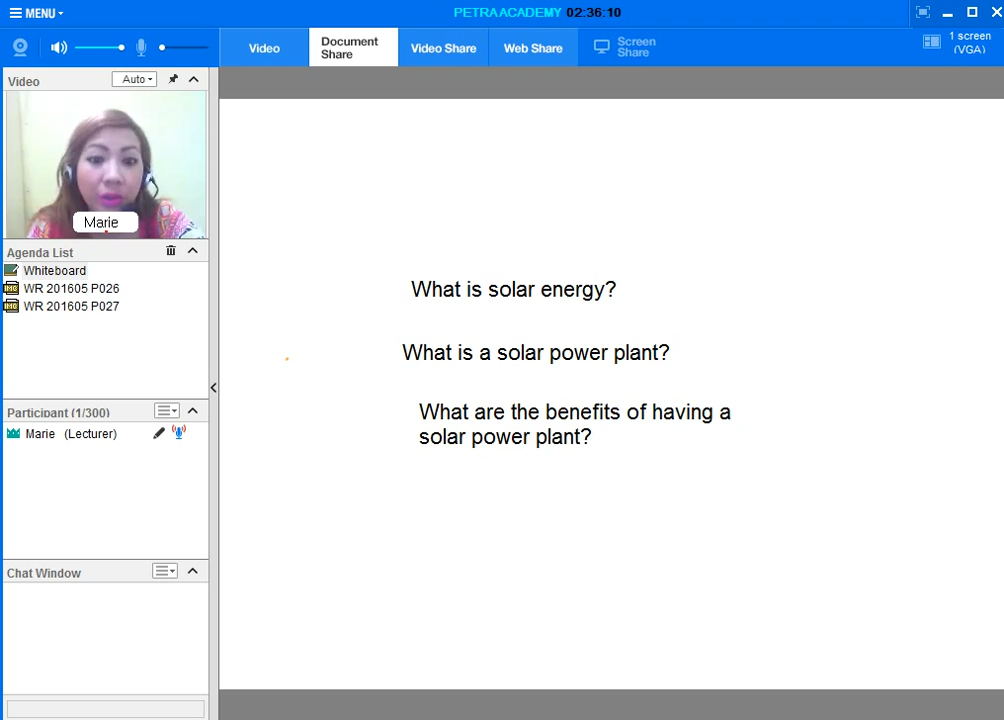 MENU
PETRA ACADEMY 02:36:10
Video
Document
Share
Video Share
Web Share
Screen
Share
1 screen
(VGA)
Video
Auto
Marie
Agenda List
Whiteboard
WR 201605 P026
WR 201605 P027
Participant (1/300)
Marie (Lecturer)
Chat Window
What is solar energy?
What is a solar power plant?
What are the benefits of having a
solar power plant?